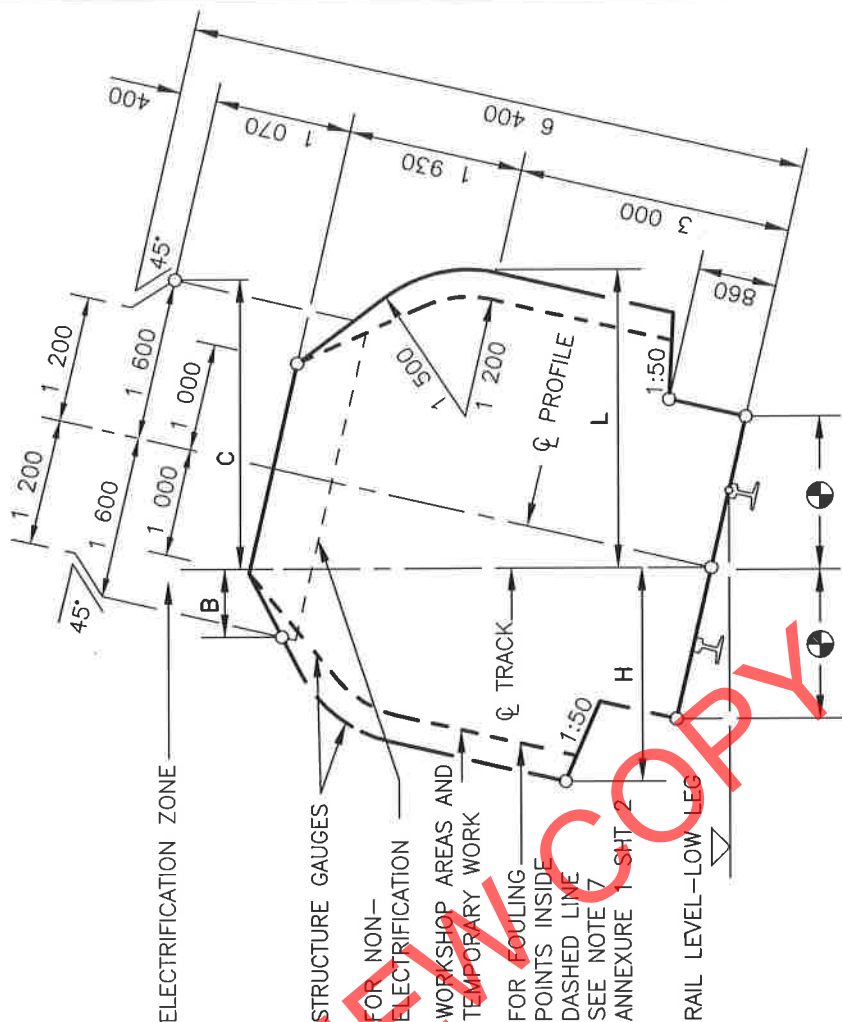 400
1 200
1 200
45°
1 600
1 600
1 000
1 000
45°
C
B
1 070
1 930
6 400
3 000
860
ELECTRIFICATION ZONE
STRUCTURE GAUGES
FOR NON-
ELECTRIFICATION
WORKSHOP AREAS AND
TEMPORARY WORK
FOR FOULING
POINTS INSIDE
DASHED LINE
SEE NOTE 7
ANNEXURE 1 SHT 2
RAIL LEVEL-LOW LEG
1 500
1 200
℄ PROFILE
L
℄ TRACK
H
1:50
1:50
EW COPY